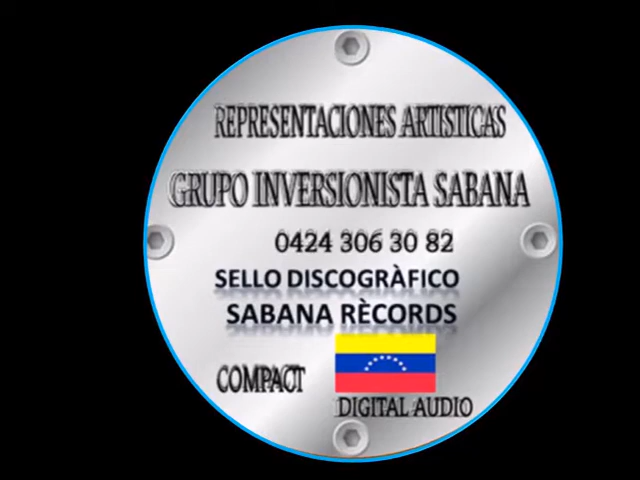 REPRESENTACIONES ARTISTICAS
GRUPO INVERSIONISTA SABANA
0424 306 30 82
SELLO DISCOGRÀFICO
SABANA RÈCORDS
COMPACT
DIGITAL AUDIO